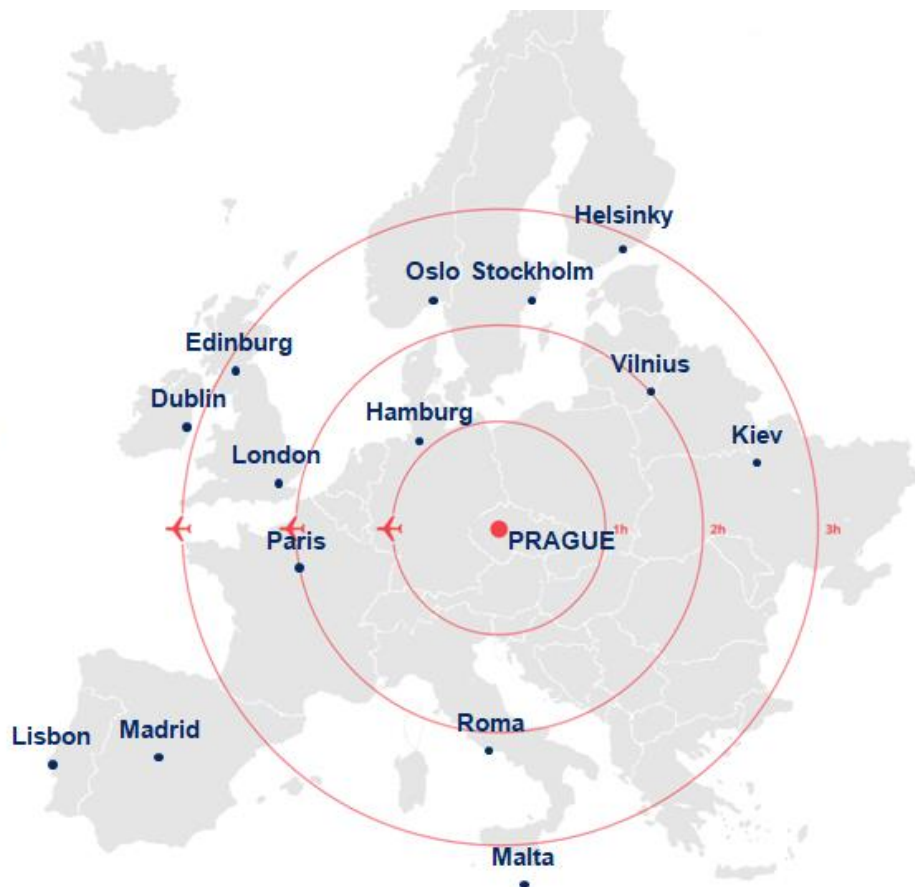 Helsinky
Oslo Stockholm
Edinburg
Vilnius
Dublin
Hamburg
Kiev
London
1h
2h
3h
Paris
PRAGUE
Roma
Madrid
Lisbon
Malta